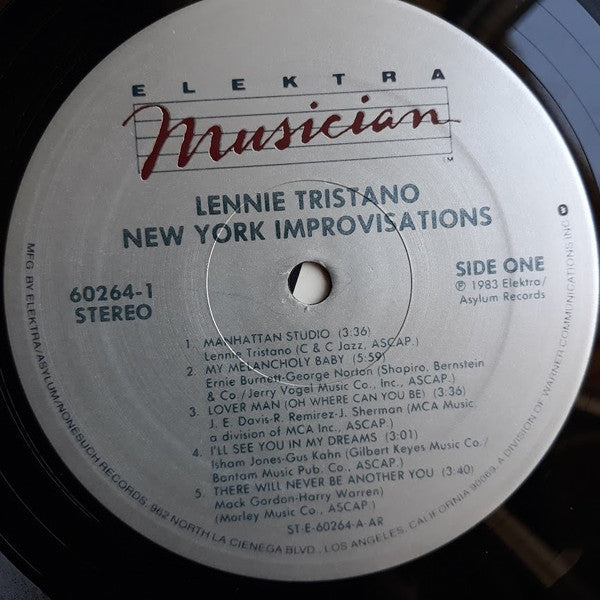 ELEKTRA
Musician
TM
LENNIE TRISTANO
NEW YORK IMPROVISATIONS
60264-1
STEREO
SIDE ONE
℗ 1983 Elektra/
Asylum Records
1. MANHATTAN STUDIO (3:36)
Lennie Tristano (C & C Jazz, ASCAP.)
2. MY MELANCHOLY BABY (5:59)
Ernie Burnett-George Norton (Shapiro, Bernstein
& Co / Jerry Vogel Music Co., Inc., ASCAP.)
3. LOVER MAN (OH WHERE CAN YOU BE) (3:36)
J. E. Davis-R. Remirez-J. Sherman (MCA Music,
a division of MCA Inc., ASCAP.)
4. I'LL SEE YOU IN MY DREAMS (3:01)
Isham Jones-Gus Kahn (Gilbert Keyes Music Co./
Bantam Music Pub. Co., ASCAP.)
5. THERE WILL NEVER BE ANOTHER YOU (3:40)
Mack Gordon-Harry Warren)
(Morley Music Co., ASCAP.)
ST-E-60264-A-AR
MFG. BY ELEKTRA/ASYLUM/NONESUCH RECORDS, 962 NORTH LA CIENEGA BLVD., LOS ANGELES, CALIFORNIA 90069. A DIVISION OF WARNER COMMUNICATIONS INC.